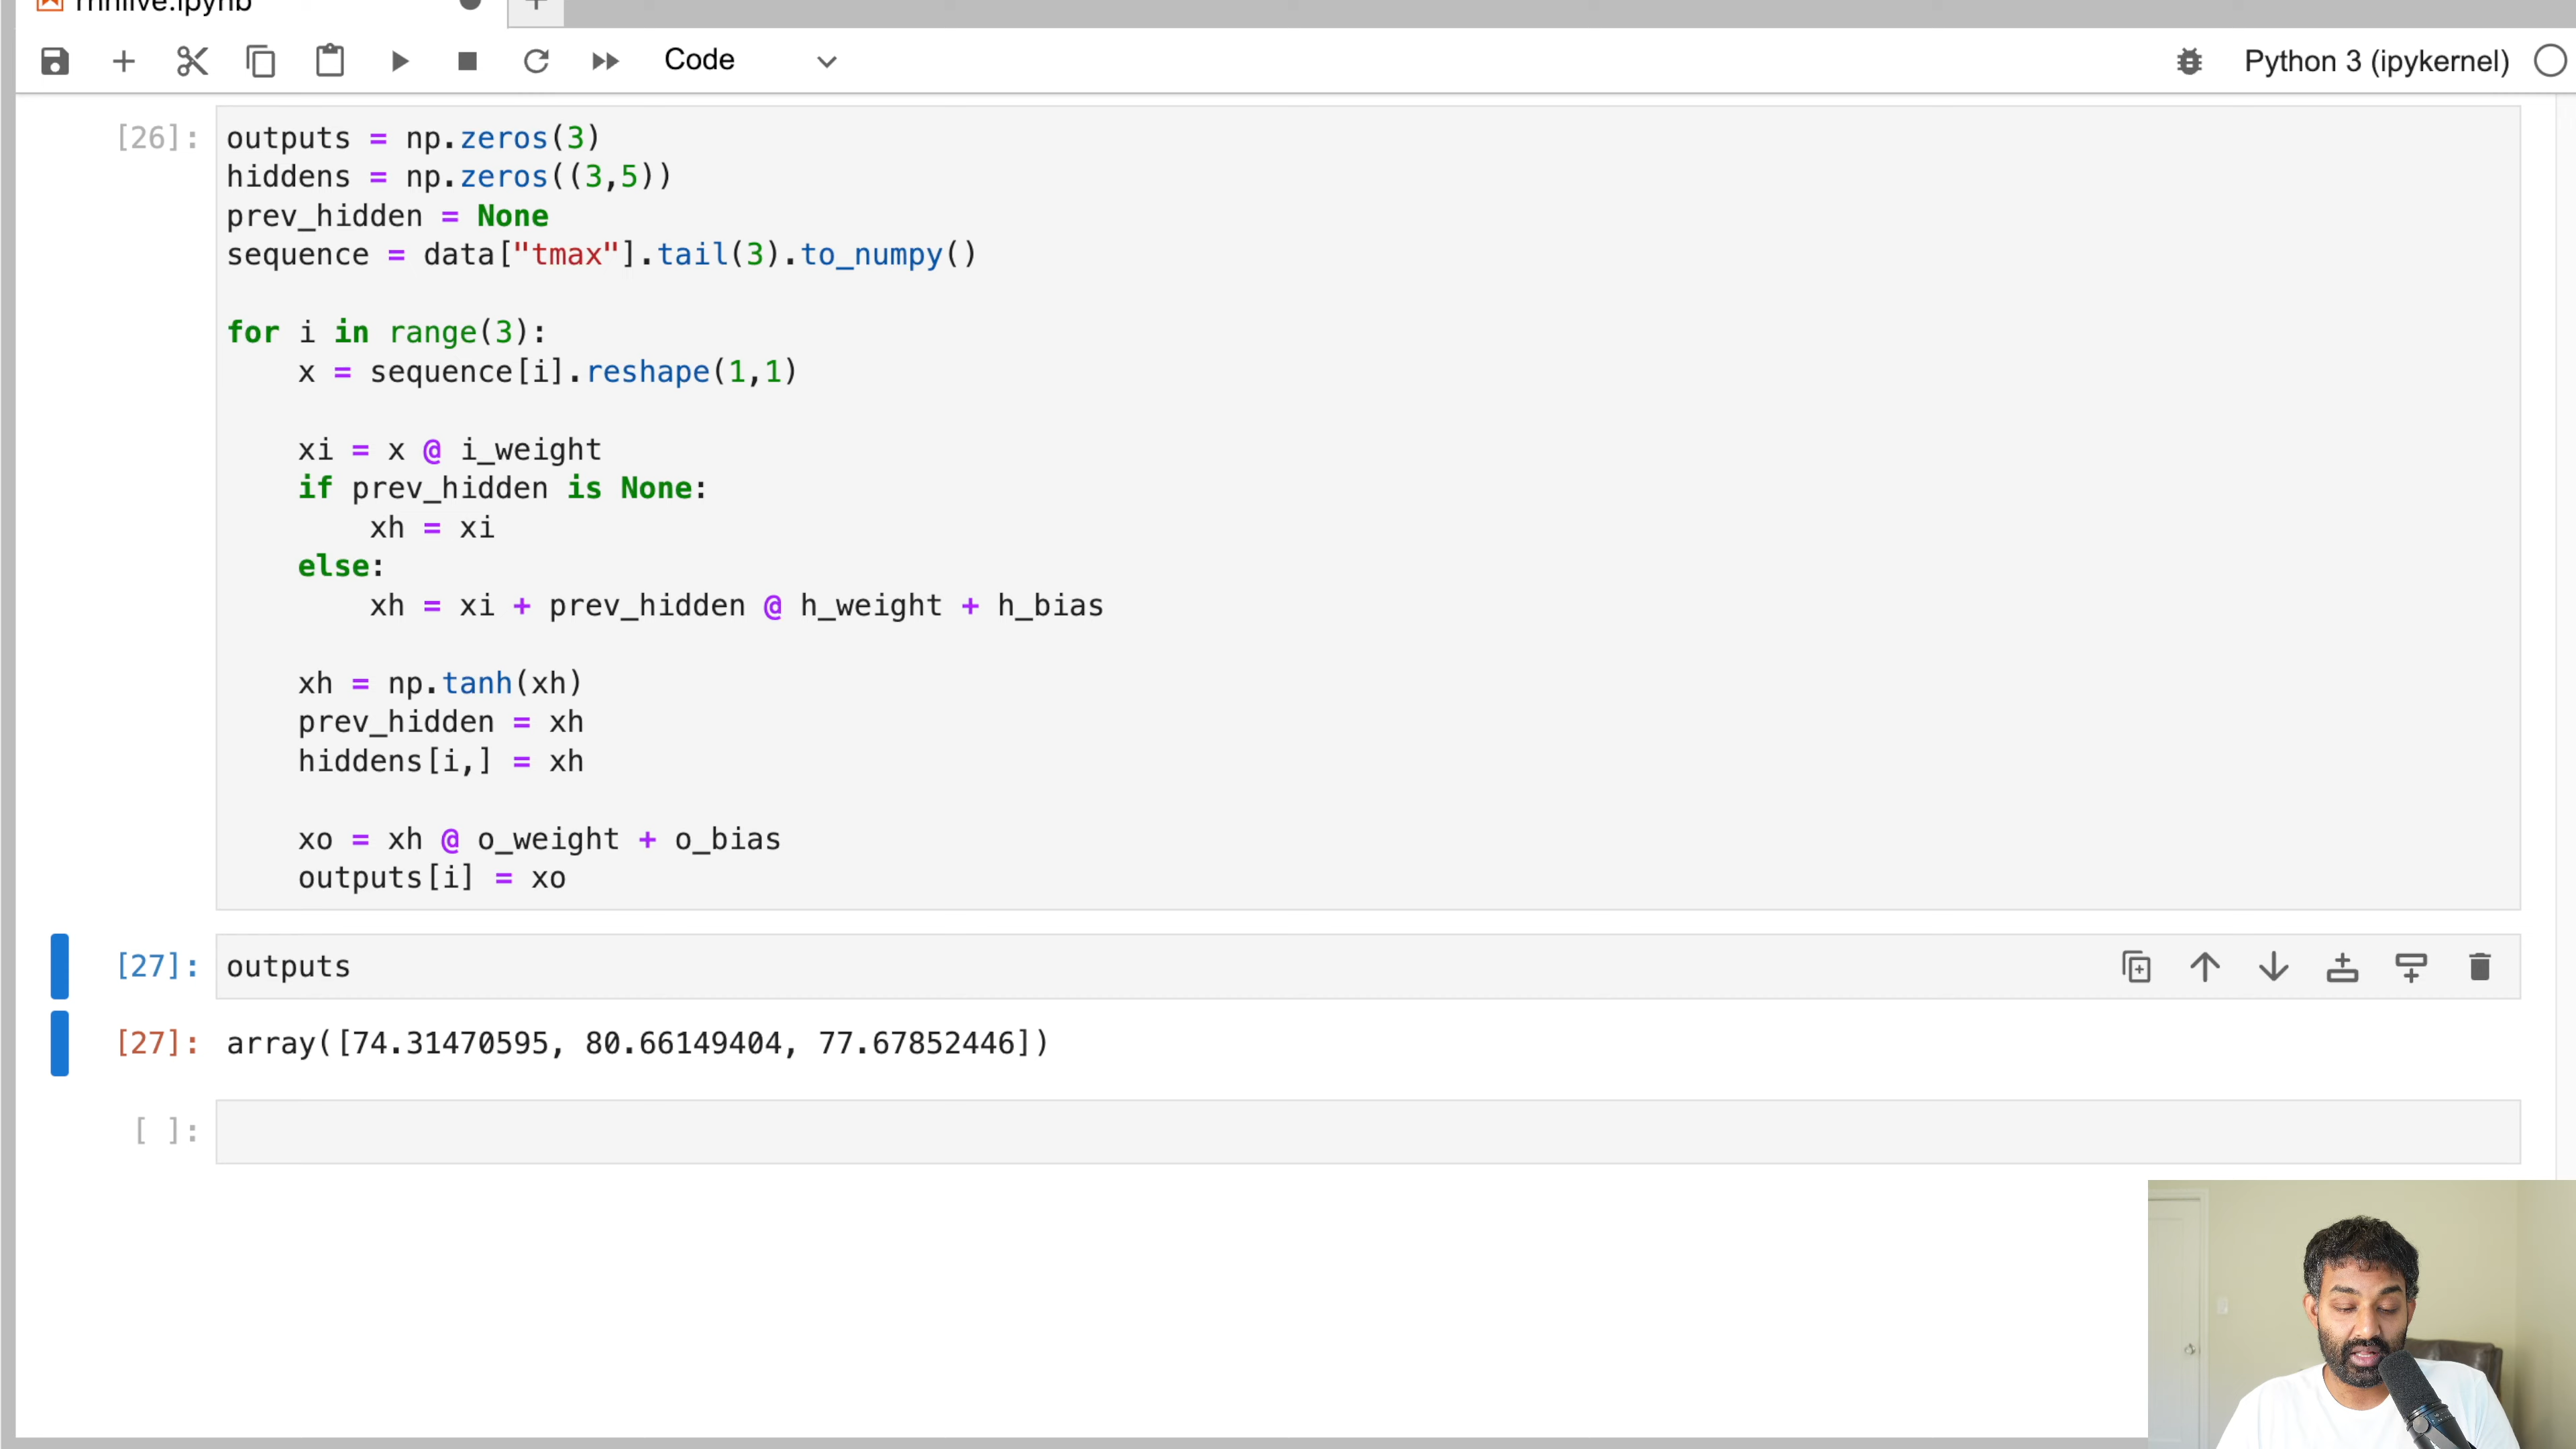 rnnlive.ipynb
Code
Python 3 (ipykernel)
[26]:
outputs = np.zeros(3)
hiddens = np.zeros((3,5))
prev_hidden = None
sequence = data["tmax"].tail(3).to_numpy()
for i in range(3):
x = sequence[i].reshape(1,1)
xi = x @ i_weight
if prev_hidden is None:
xh = xi
else:
xh = xi + prev_hidden @ h_weight + h_bias
xh = np.tanh(xh)
prev_hidden = xh
hiddens[i,] = xh
xo = xh @ o_weight + o_bias
outputs[i] = xo
[27]: outputs
[27]: array([74.31470595, 80.66149404, 77.67852446])
[ ]: